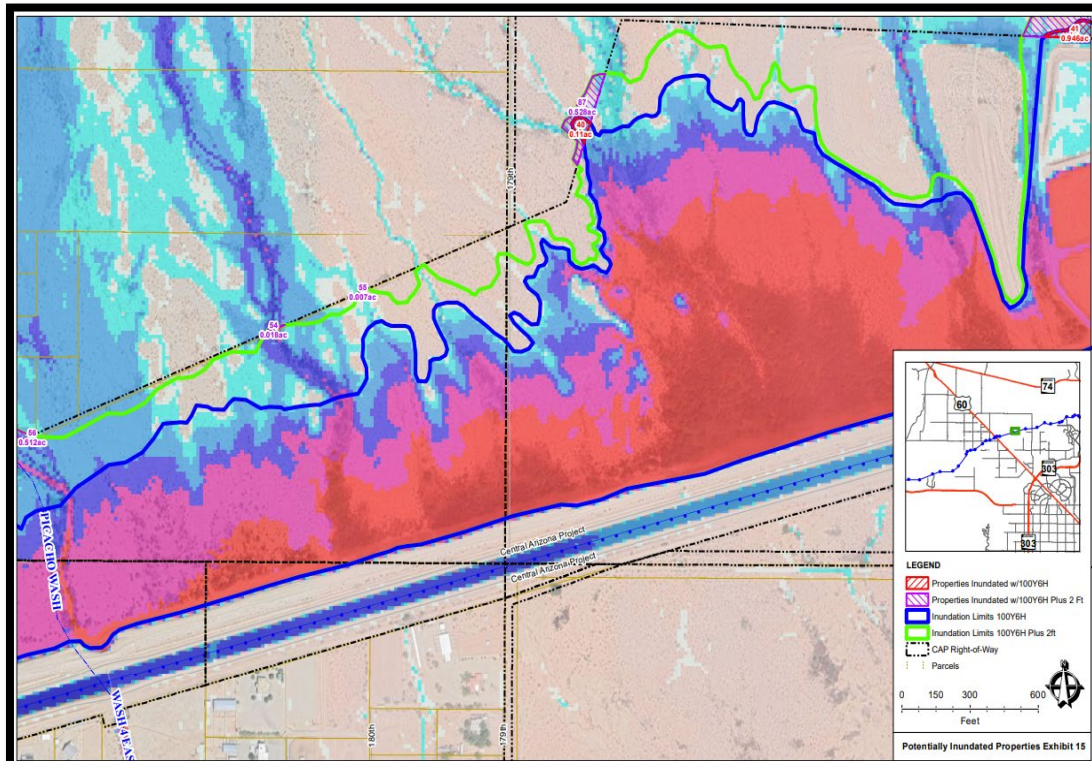 41
0.946ac
87
0.528ac
40
0.11ac
179th
55
0.007ac
54
0.018ac
56
0.512ac
PICACHO WASH
WASH 4 EAS
Central Arizona Project
Central Arizona Project
180th
179th
74
60
303
303
LEGEND
Properties Inundated w/100Y6H
Properties Inundated w/100Y6H Plus 2 Ft
Inundation Limits 100Y6H
Inundation Limits 100Y6H Plus 2ft
CAP Right-of-Way
Parcels
0 150 300 600
Feet
Potentially Inundated Properties Exhibit 15